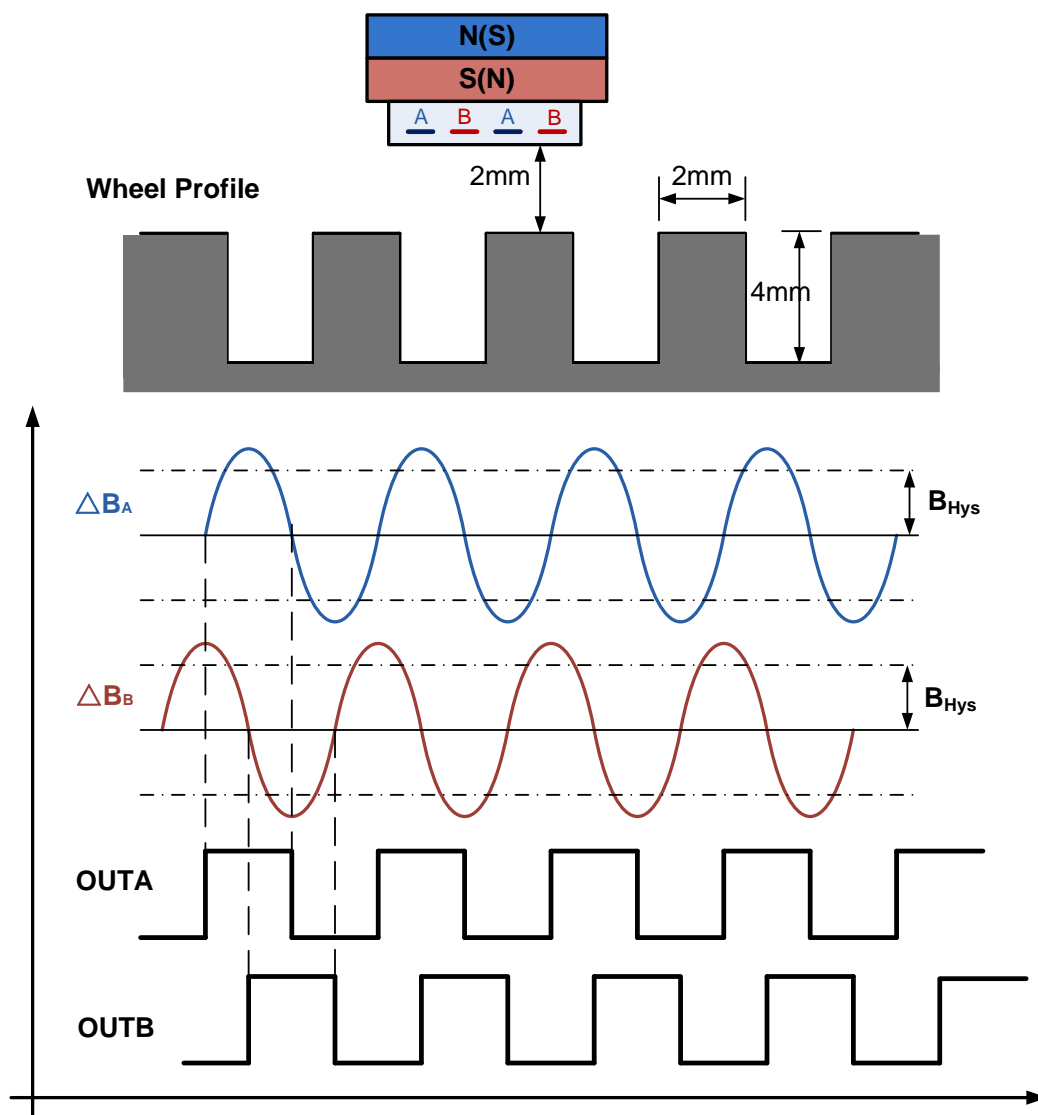 N(S)
S(N)
A B A B
2mm
2mm
Wheel Profile
4mm
△BA
BHys
△BB
BHys
OUTA
OUTB